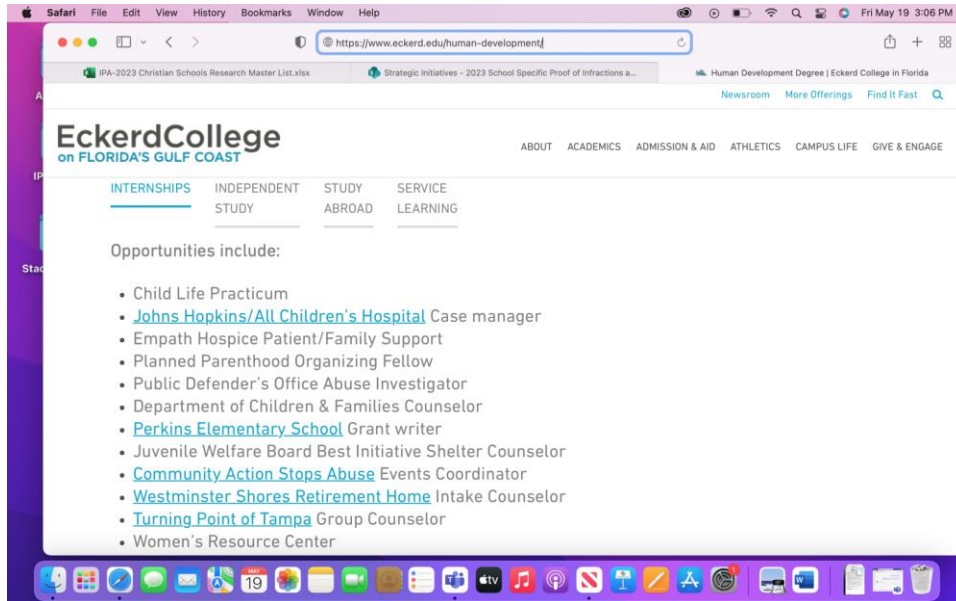 Safari File Edit View History Bookmarks Window Help Fri May 19 3:06 PM
https://www.eckerd.edu/human-development/
IPA-2023 Christian Schools Research Master List.xlsx
Strategic Initiatives - 2023 School Specific Proof of Infractions a...
Human Development Degree | Eckerd College in Florida
Newsroom More Offerings Find It Fast
EckerdCollege
on FLORIDA'S GULF COAST
ABOUT ACADEMICS ADMISSION & AID ATHLETICS CAMPUS LIFE GIVE & ENGAGE
INTERNSHIPS
INDEPENDENT
STUDY
STUDY
ABROAD
SERVICE
LEARNING
Opportunities include:
• Child Life Practicum
• Johns Hopkins/All Children's Hospital Case manager
• Empath Hospice Patient/Family Support
• Planned Parenthood Organizing Fellow
• Public Defender's Office Abuse Investigator
• Department of Children & Families Counselor
• Perkins Elementary School Grant writer
• Juvenile Welfare Board Best Initiative Shelter Counselor
• Community Action Stops Abuse Events Coordinator
• Westminster Shores Retirement Home Intake Counselor
• Turning Point of Tampa Group Counselor
• Women's Resource Center
Stac
MAY
19
tv